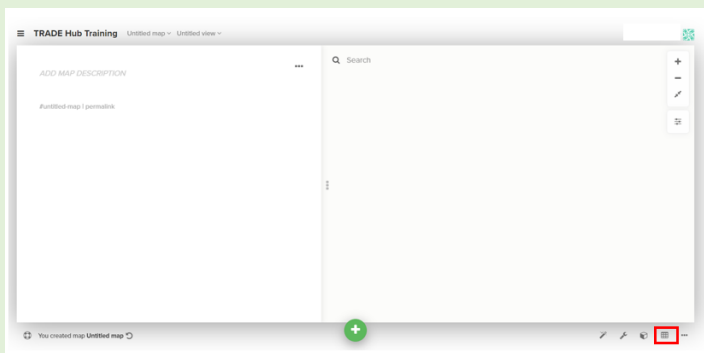 TRADE Hub Training Untitled map Untitled view
Search
ADD MAP DESCRIPTION
#untitled-map | permalink
You created map Untitled map